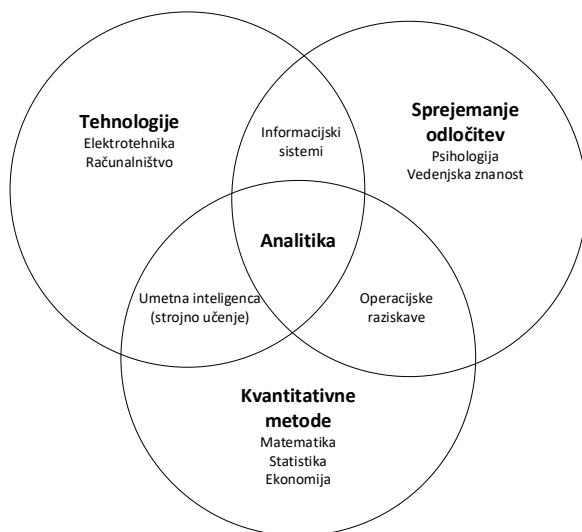 Tehnologije
Elektrotehnika
Računalništvo
Informacijski
sistemi
Sprejemanje
odločitev
Psihologija
Vedenjska znanost
Analitika
Umetna inteligenca
(strojno učenje)
Operacijske
raziskave
Kvantitativne
metode
Matematika
Statistika
Ekonomija